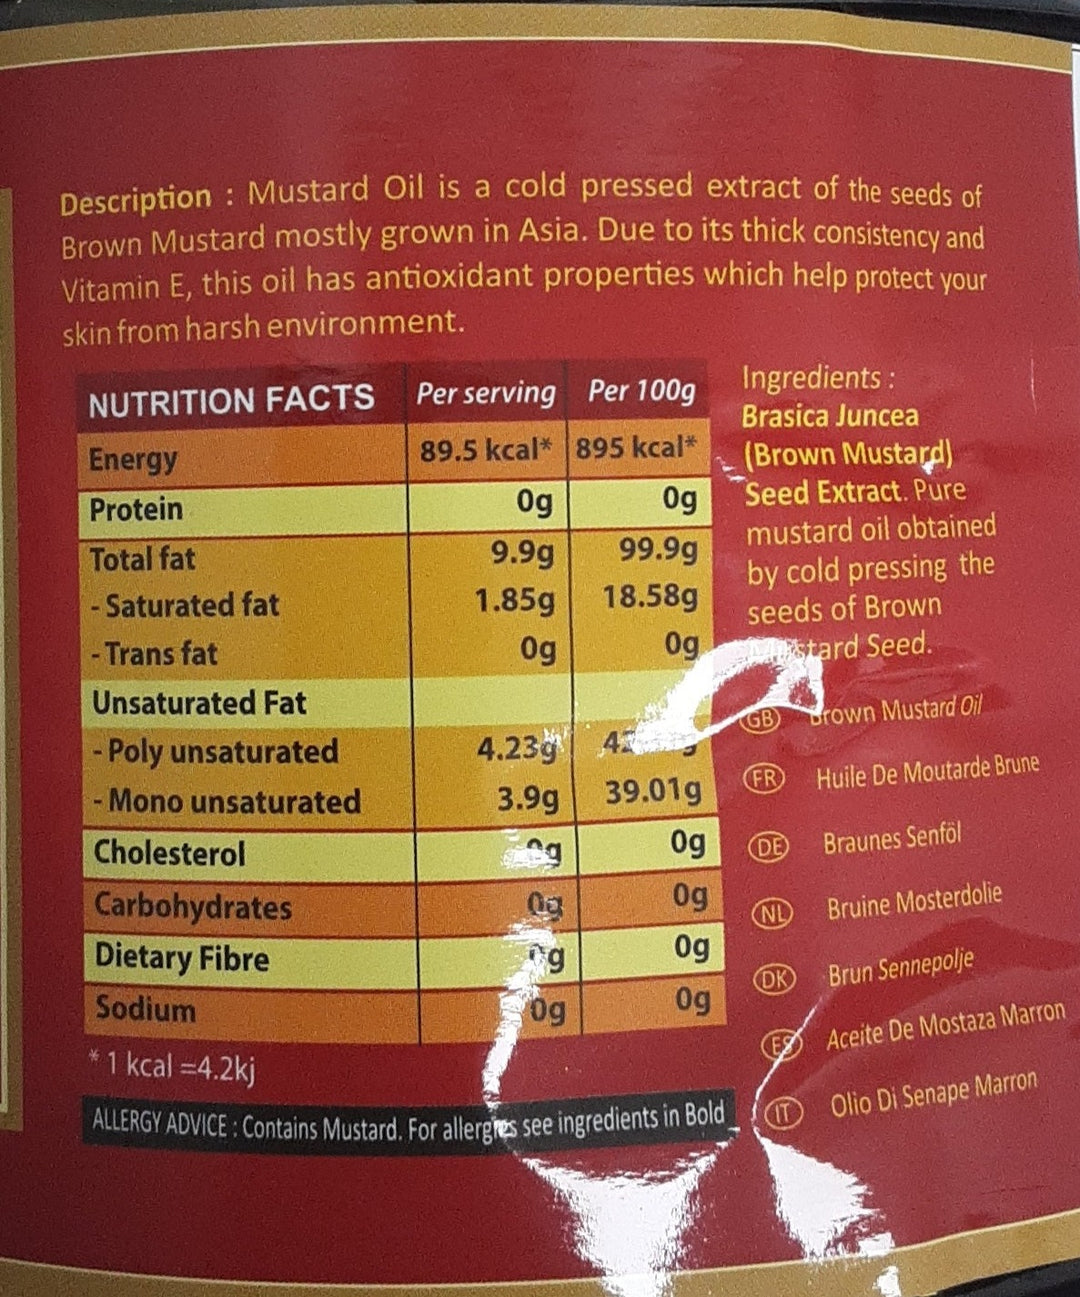 Description : Mustard Oil is a cold pressed extract of the seeds of
Brown Mustard mostly grown in Asia. Due to its thick consistency and
Vitamin E, this oil has antioxidant properties which help protect your
skin from harsh environment.
NUTRITION FACTS Per serving Per 100g
Energy 89.5 kcal* 895 kcal*
Protein 0g 0g
Total fat 9.9g 99.9g
- Saturated fat 1.85g 18.58g
- Trans fat 0g 0g
Unsaturated Fat
- Poly unsaturated 4.23g
- Mono unsaturated 3.9g 39.01g
Cholesterol 0g 0g
Carbohydrates 0g 0g
Dietary Fibre 0g
Sodium 0g 0g
* 1 kcal =4.2kj
ALLERGY ADVICE : Contains Mustard. For allergies see ingredients in Bold
Ingredients :
Brasica Juncea
(Brown Mustard)
Seed Extract. Pure
mustard oil obtained
by cold pressing the
seeds of Brown
Mustard Seed.
GB Brown Mustard Oil
FR Huile De Moutarde Brune
DE Braunes Senföl
NL Bruine Mosterdolie
DK Brun Sennepolje
ES Aceite De Mostaza Marron
IT Olio Di Senape Marron